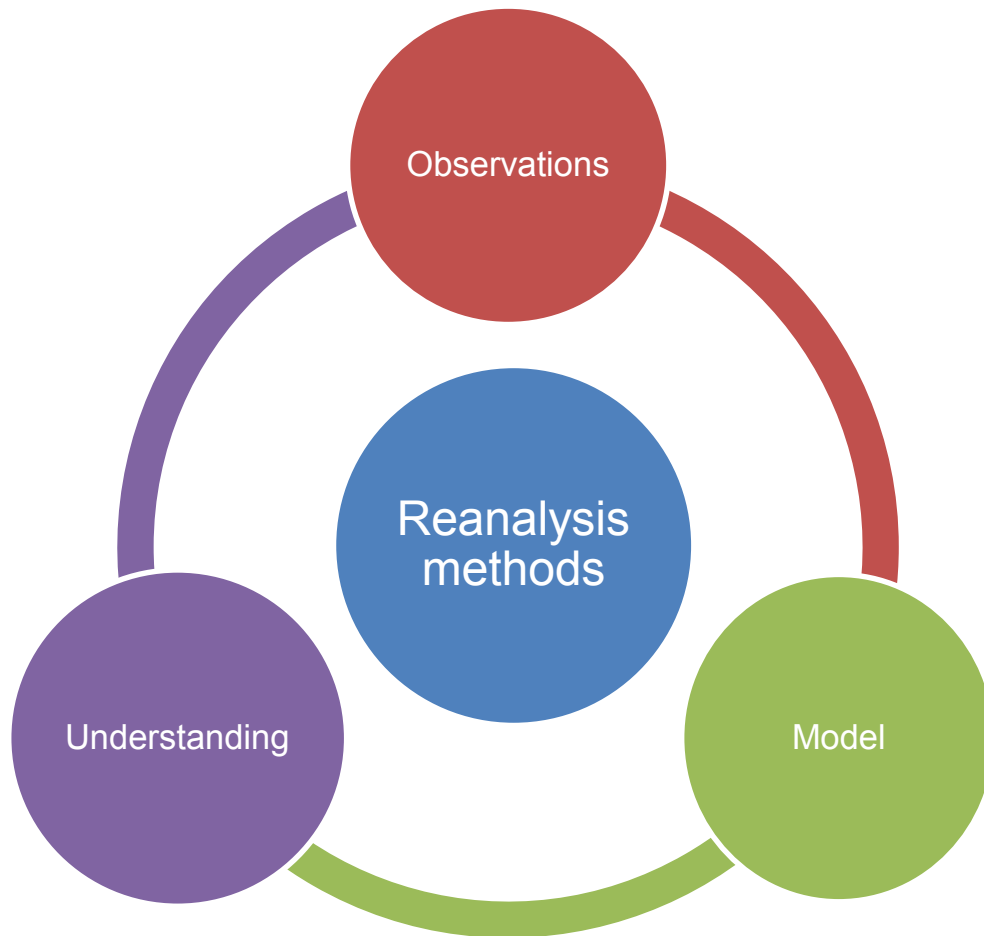 Observations
Reanalysis
methods
Understanding
Model